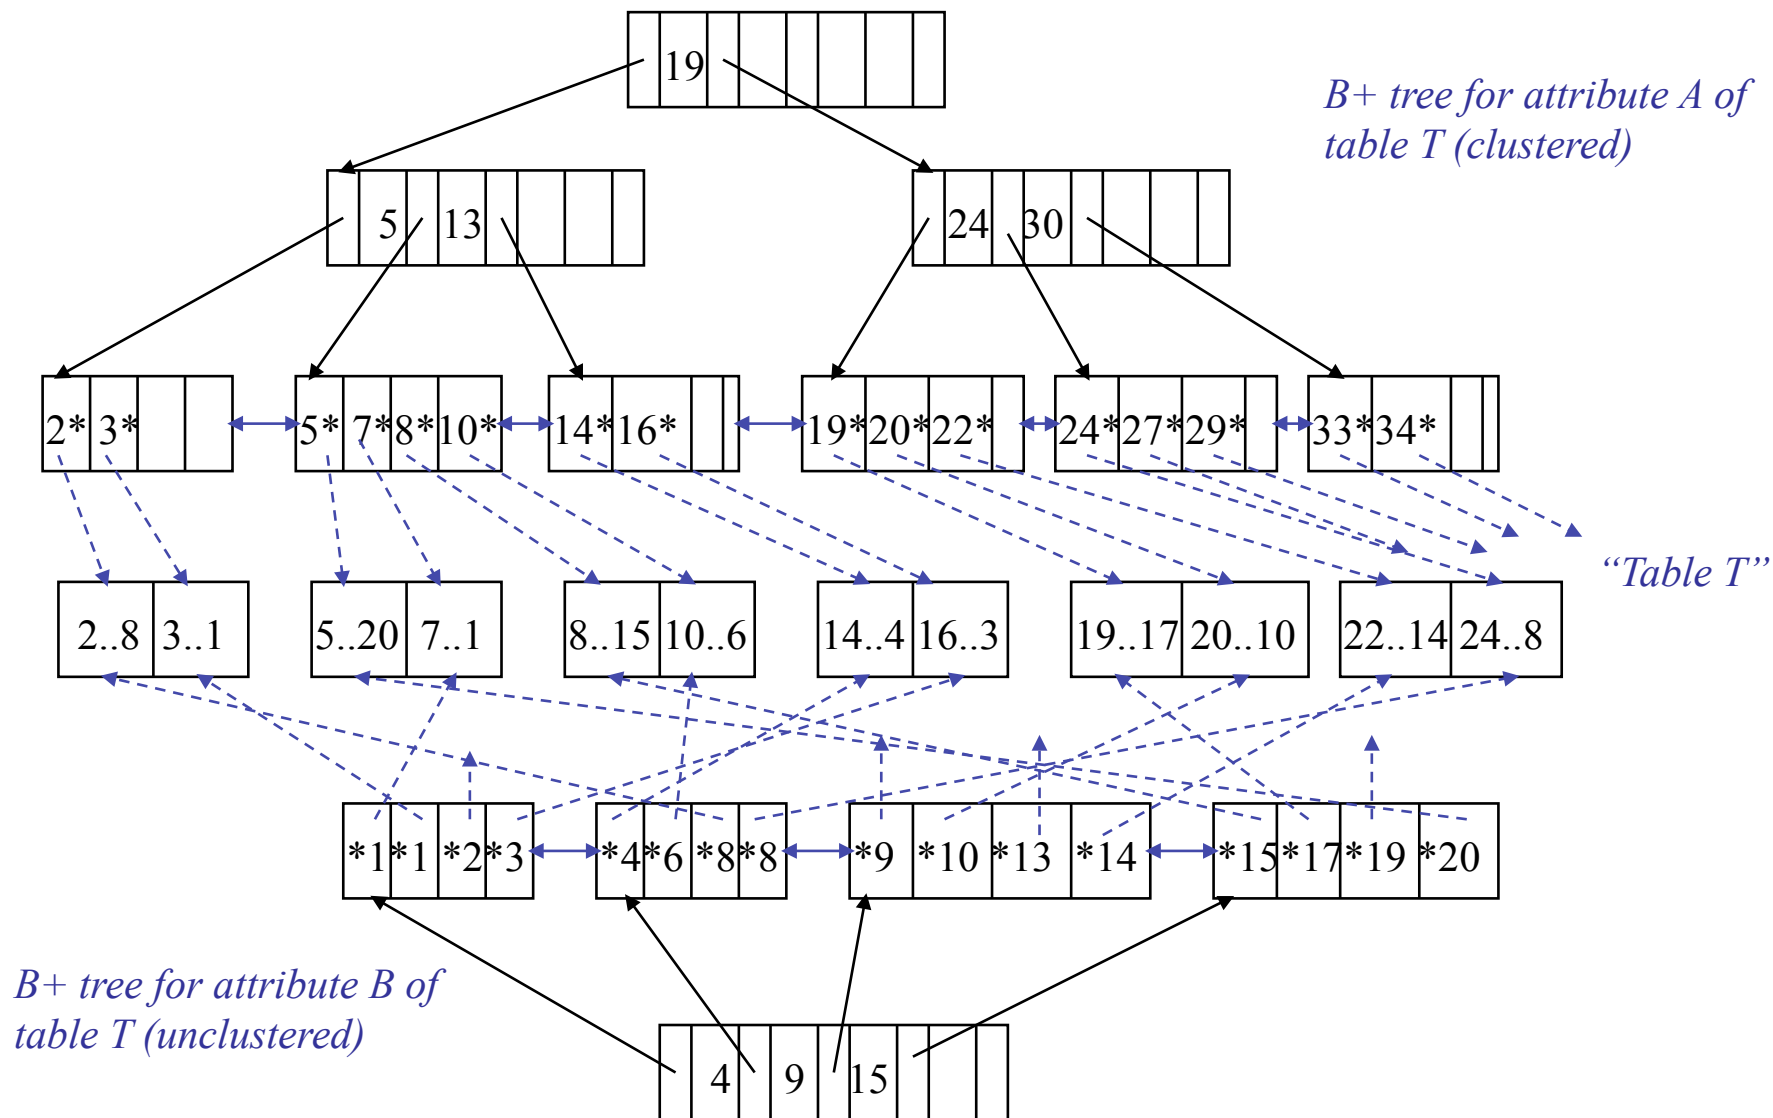 19
B+ tree for attribute A of
table T (clustered)
5 13
24 30
2* 3*
5* 7* 8* 10*
14* 16*
19* 20* 22*
24* 27* 29*
33* 34*
“Table T”
2..8 3..1
5..20 7..1
8..15 10..6
14..4 16..3
19..17 20..10
22..14 24..8
*1 *1 *2 *3
*4 *6 *8 *8
*9 *10 *13 *14
*15 *17 *19 *20
B+ tree for attribute B of
table T (unclustered)
4 9 15